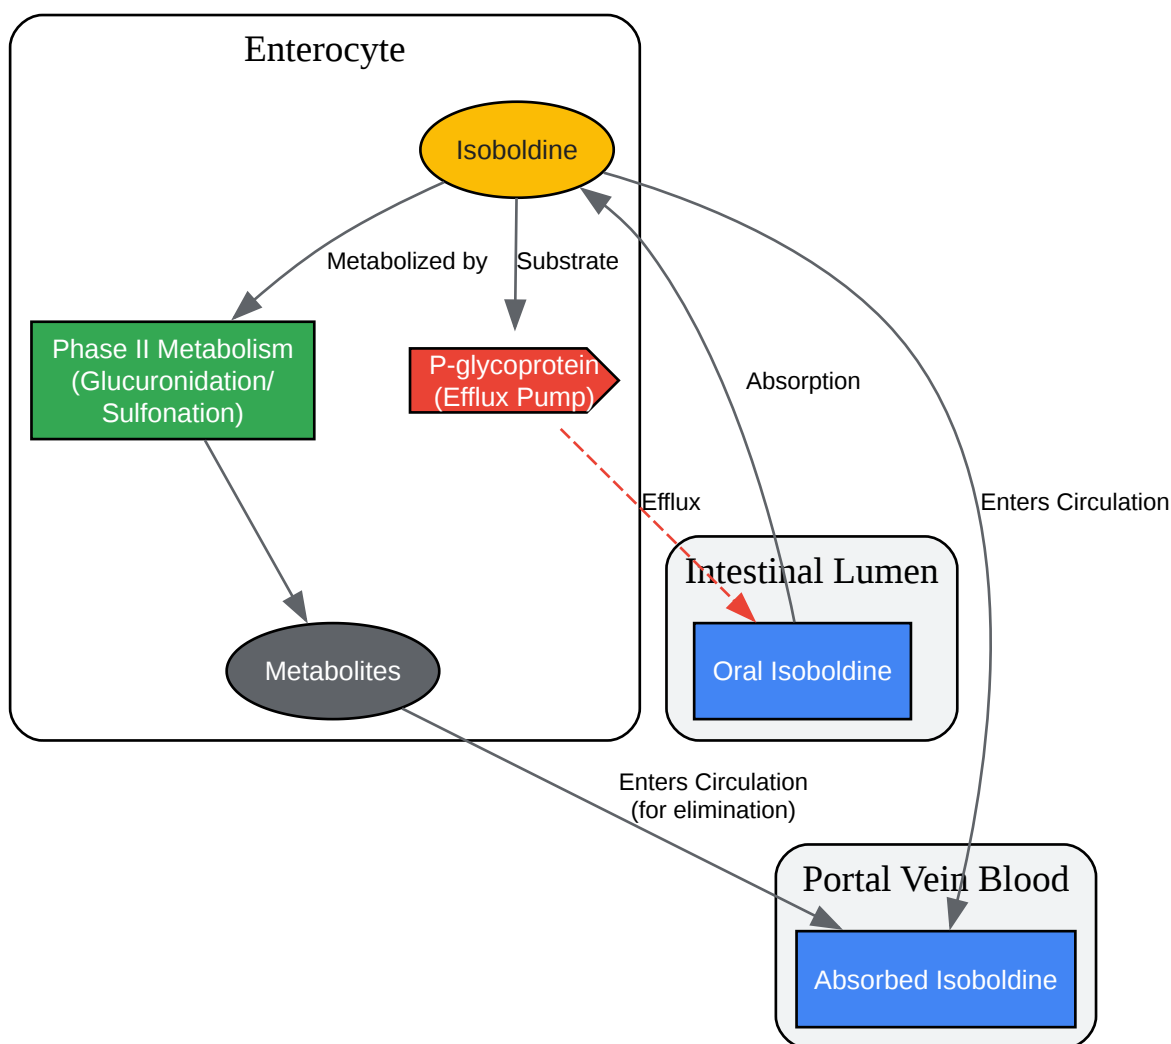 Enterocyte
Isoboldine
Metabolized by
Substrate
Phase II Metabolism
(Glucuronidation/
Sulfonation)
P-glycoprotein
(Efflux Pump)
Absorption
Efflux
Enters Circulation
Intestinal Lumen
Oral Isoboldine
Metabolites
Enters Circulation
(for elimination)
Portal Vein Blood
Absorbed Isoboldine